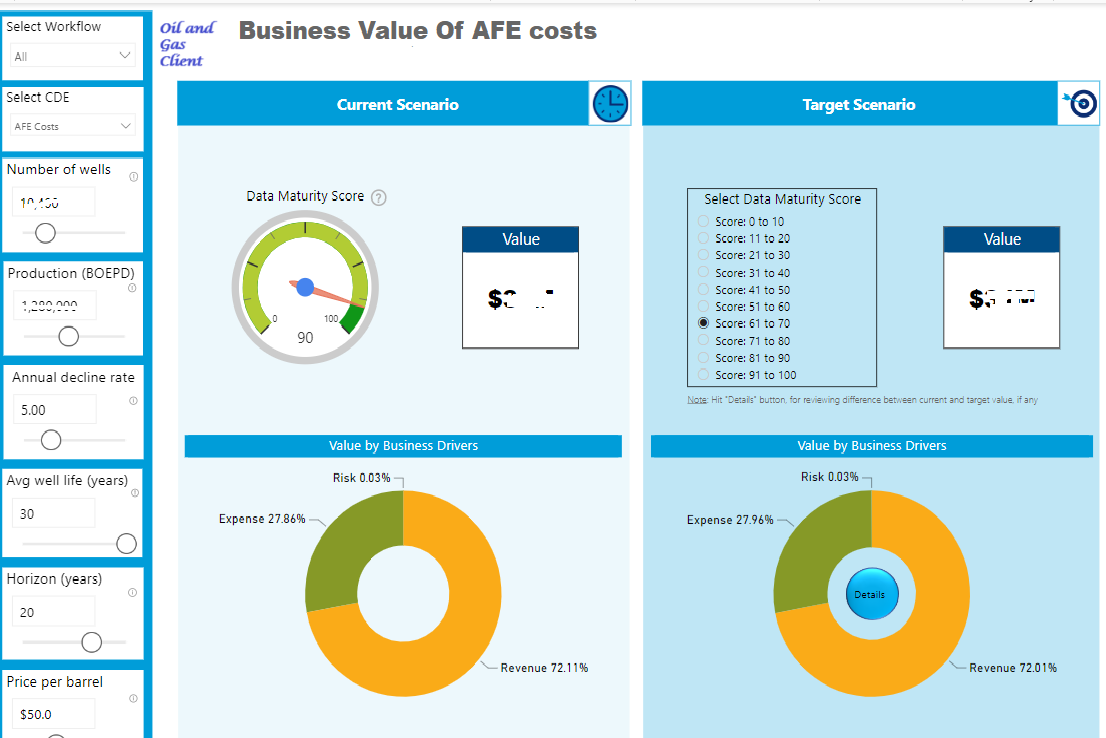 Select Workflow
All
Select CDE
AFE Costs
Number of wells
Production (BOEPD)
Annual decline rate
5.00
Avg well life (years)
30
Horizon (years)
20
Price per barrel
$50.0
Oil and
Gas
Client
Business Value Of AFE costs
Current Scenario
Data Maturity Score ?
0
100
90
Value
Value by Business Drivers
Risk 0.03%
Expense 27.86%
Revenue 72.11%
Target Scenario
Select Data Maturity Score
Score: 0 to 10
Score: 11 to 20
Score: 21 to 30
Score: 31 to 40
Score: 41 to 50
Score: 51 to 60
Score: 61 to 70
Score: 71 to 80
Score: 81 to 90
Score: 91 to 100
Value
Note: Hit "Details" button, for reviewing difference between current and target value, if any
Value by Business Drivers
Risk 0.03%
Expense 27.96%
Details
Revenue 72.01%